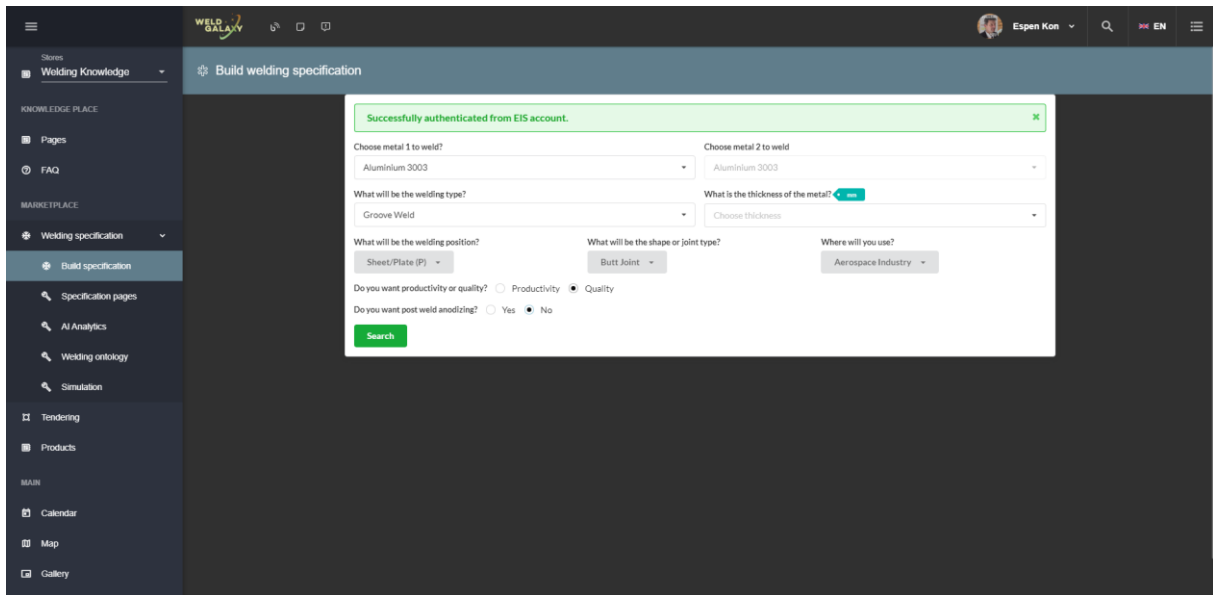 WELD GALAXY
Espen Kon
EN
Stores
Welding Knowledge
Build welding specification
KNOWLEDGE PLACE
Pages
FAQ
MARKETPLACE
Welding specification
Build specification
Specification pages
AI Analytics
Welding ontology
Simulation
Tendering
Products
MAIN
Calendar
Map
Gallery
Successfully authenticated from EIS account.
Choose metal 1 to weld?
Choose metal 2 to weld
Aluminium 3003
Aluminium 3003
What will be the welding type?
What is the thickness of the metal? mm
Groove Weld
Choose thickness
What will be the welding position?
What will be the shape or joint type?
Where will you use?
Sheet/Plate (P)
Butt Joint
Aerospace Industry
Do you want productivity or quality? Productivity Quality
Do you want post weld anodizing? Yes No
Search